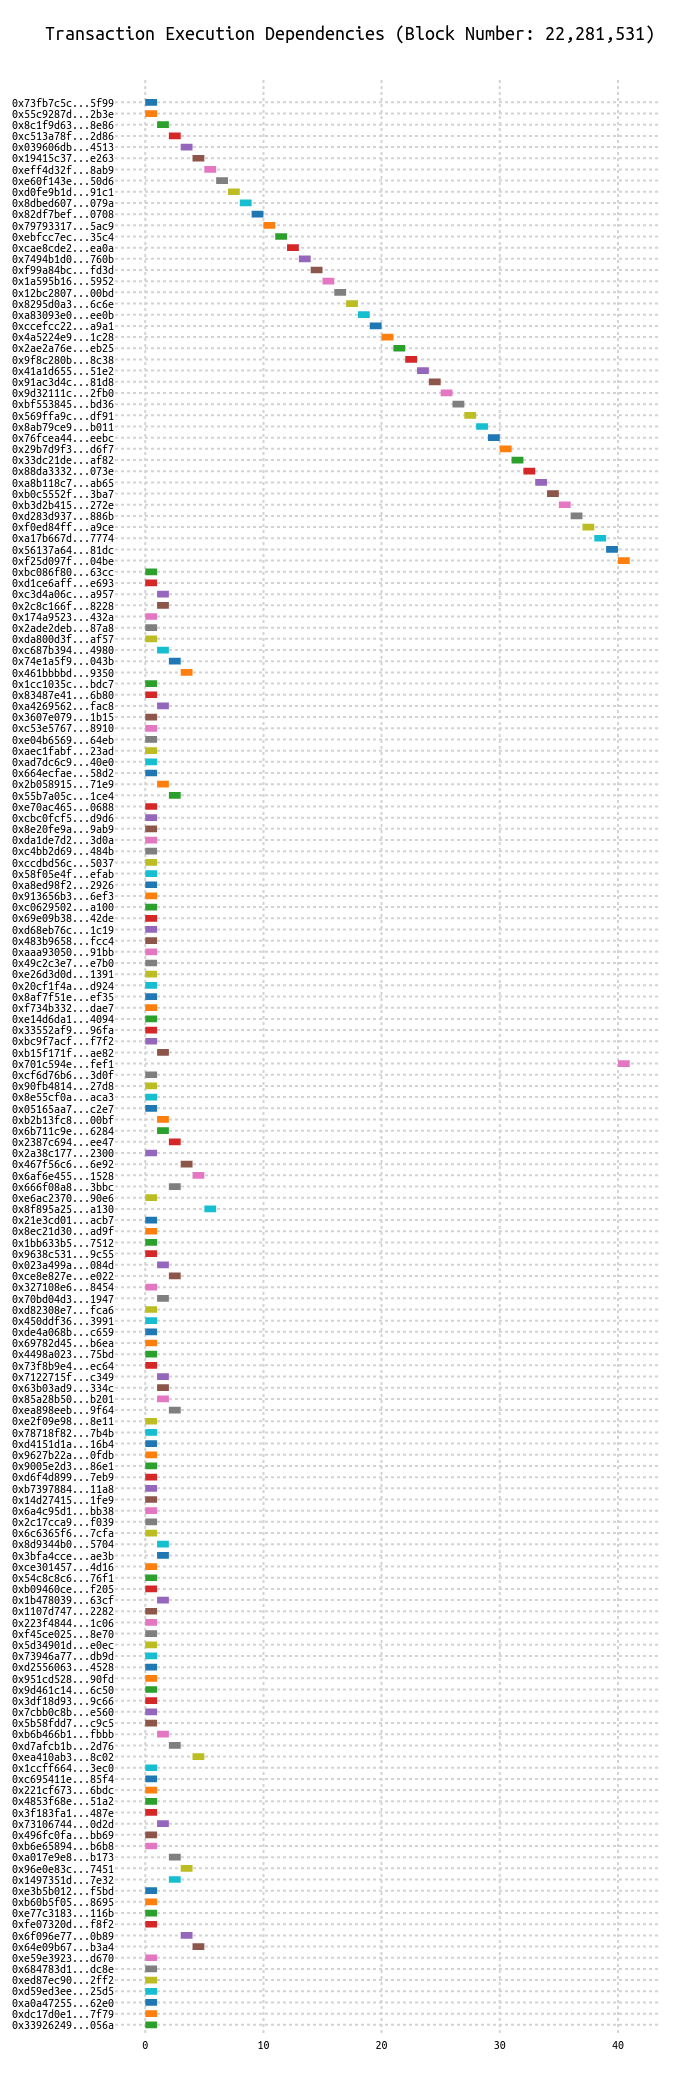 Transaction Execution Dependencies (Block Number: 22,281,531)
0x73fb7c5c...5f99
0x55c9287d...2b3e
0x8c1f9d63...8e86
0xc513a78f...2d86
0x039606db...4513
0x19415c37...e263
0xeff4d32f...8ab9
0xe60f143e...50d6
0xd0fe9b1d...91c1
0x8dbed607...079a
0x82df7bef...0708
0x79793317...5ac9
0xebfcc7ec...35c4
0xcae8cde2...ea0a
0x7494b1d0...760b
0xf99a84bc...fd3d
0x1a595b16...5952
0x12bc2807...00bd
0x8295d0a3...6c6e
0xa83093e0...ee0b
0xccefcc22...a9a1
0x4a5224e9...1c28
0x2ae2a76e...eb25
0x9f8c280b...8c38
0x41a1d655...51e2
0x91ac3d4c...81d8
0x9d32111c...2fb0
0xbf553845...bd36
0x569ffa9c...df91
0x8ab79ce9...b011
0x76fcea44...eebc
0x29b7d9f3...d6f7
0x33dc21de...af82
0x88da3332...073e
0xa8b118c7...ab65
0xb0c5552f...3ba7
0xb3d2b415...272e
0xd283d937...886b
0xf0ed84ff...a9ce
0xa17b667d...7774
0x56137a64...81dc
0xf25d097f...04be
0xbc086f80...63cc
0xd1ce6aff...e693
0xc3d4a06c...a957
0x2c8c166f...8228
0x174a9523...432a
0x2ade2deb...87a8
0xda800d3f...af57
0xc687b394...4980
0x74e1a5f9...043b
0x461bbbbd...9350
0x1cc1035c...bdc7
0x83487e41...6b80
0xa4269562...fac8
0x3607e079...1b15
0xc53e5767...8910
0xe04b6569...64eb
0xaec1fabf...23ad
0xad7dc6c9...40e0
0x664ecfae...58d2
0x2b058915...71e9
0x55b7a05c...1ce4
0xe70ac465...0688
0xcbc0fcf5...d9d6
0x8e20fe9a...9ab9
0xda1de7d2...3d0a
0xc4bb2d69...484b
0xccdbd56c...5037
0x58f05e4f...efab
0xa8ed98f2...2926
0x913656b3...6ef3
0xc0629502...a100
0x69e09b38...42de
0xd68eb76c...1c19
0x483b9658...fcc4
0xaaa93050...91bb
0x49c2c3e7...e7b0
0xe26d3d0d...1391
0x20cf1f4a...d924
0x8af7f51e...ef35
0xf734b332...dae7
0xe14d6da1...4094
0x33552af9...96fa
0xbc9f7acf...f7f2
0xb15f171f...ae82
0x701c594e...fef1
0xcf6d76b6...3d0f
0x90fb4814...27d8
0x8e55cf0a...aca3
0x05165aa7...c2e7
0xb2b13fc8...00bf
0x6b711c9e...6284
0x2387c694...ee47
0x2a38c177...2300
0x467f56c6...6e92
0x6af6e455...1528
0x666f08a8...3bbc
0xe6ac2370...90e6
0x8f895a25...a130
0x21e3cd01...acb7
0x8ec21d30...ad9f
0x1bb633b5...7512
0x9638c531...9c55
0x023a499a...084d
0xce8e827e...e022
0x327108e6...8454
0x70bd04d3...1947
0xd82308e7...fca6
0x450ddf36...3991
0xde4a068b...c659
0x69782d45...b6ea
0x4498a023...75bd
0x73f8b9e4...ec64
0x7122715f...c349
0x63b03ad9...334c
0x85a28b50...b201
0xea898eeb...9f64
0xe2f09e98...8e11
0x78718f82...7b4b
0xd4151d1a...16b4
0x9627b22a...0fdb
0x9005e2d3...86e1
0xd6f4d899...7eb9
0xb7397884...11a8
0x14d27415...1fe9
0x6a4c95d1...bb38
0x2c17cca9...f039
0x6c6365f6...7cfa
0x8d9344b0...5704
0x3bfa4cce...ae3b
0xce301457...4d16
0x54c8c8c6...76f1
0xb09460ce...f205
0x1b478039...63cf
0x1107d747...2282
0x223f4844...1c06
0xf45ce025...8e70
0x5d34901d...e0ec
0x73946a77...db9d
0xd2556063...4528
0x951cd528...90fd
0x9d461c14...6c50
0x3df18d93...9c66
0x7cbb0c8b...e560
0x5b58fdd7...c9c5
0xb6b466b1...fbbb
0xd7afcb1b...2d76
0xea410ab3...8c02
0x1ccff664...3ec0
0xc695411e...85f4
0x221cf673...6bdc
0x4853f68e...51a2
0x3f183fa1...487e
0x73106744...0d2d
0x496fc0fa...bb69
0xb6e65894...b6b8
0xa017e9e8...b173
0x96e0e83c...7451
0x1497351d...7e32
0xe3b5b012...f5bd
0xb60b5f05...8695
0xe77c3183...116b
0xfe07320d...f8f2
0x6f096e77...0b89
0x64e09b67...b3a4
0xe59e3923...d670
0x684783d1...dc8e
0xed87ec90...2ff2
0xd59ed3ee...25d5
0xa0a47255...62e0
0xdc17d0e1...7f79
0x33926249...056a
0 10 20 30 40